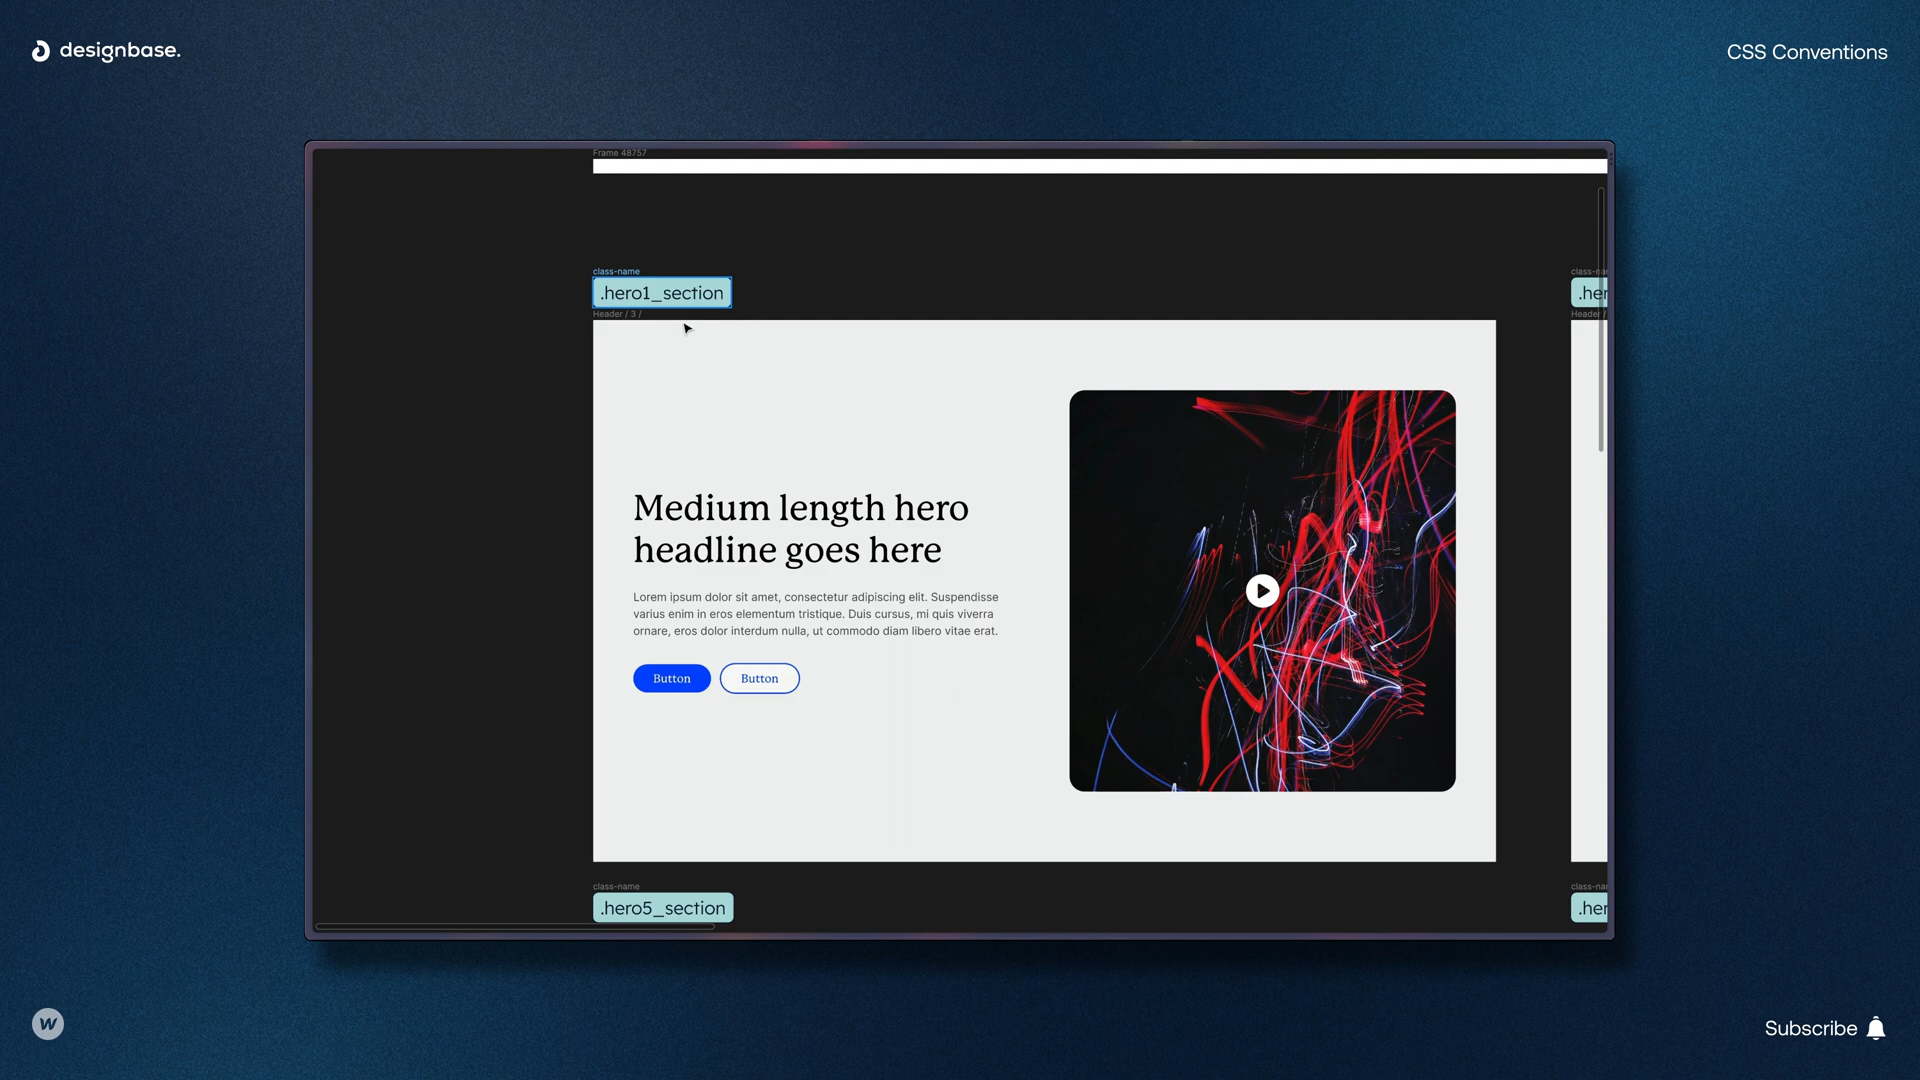 designbase.
CSS Conventions
Frame 48757
class-name
.hero1_section
Header / 3 /
Medium length hero
headline goes here
Lorem ipsum dolor sit amet, consectetur adipiscing elit. Suspendisse
varius enim in eros elementum tristique. Duis cursus, mi quis viverra
ornare, eros dolor interdum nulla, ut commodo diam libero vitae erat.
Button
Button
class-name
.hero5_section
class-na
.her
Header /
class-nar
.her
W
Subscribe